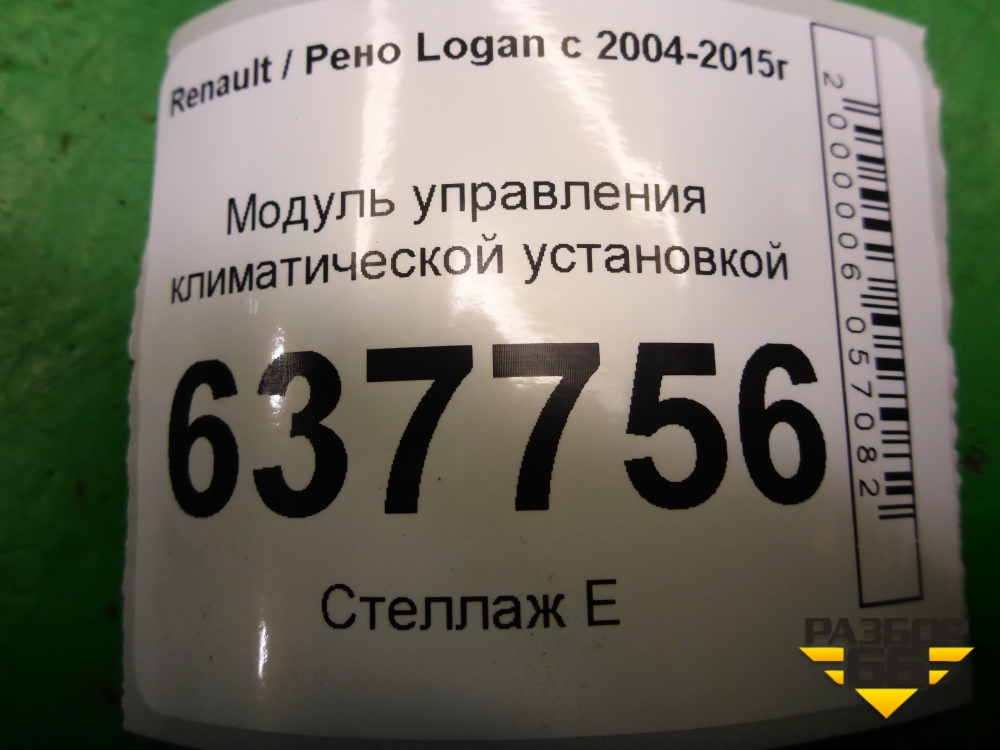 Renault / Рено Logan с 2004-2015г
Модуль управления
климатической установкой
637756
Стеллаж Е
2000006057082
РАЗБОР
66